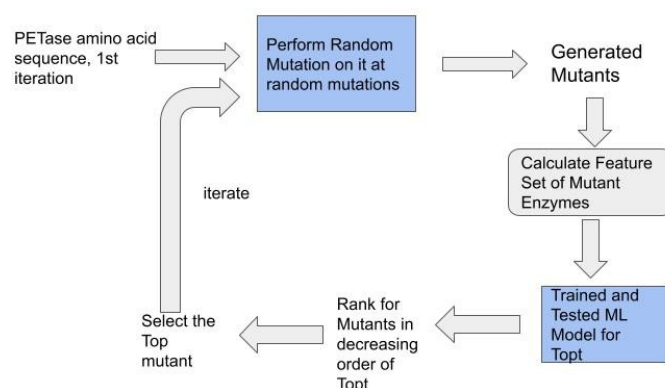 PETase amino acid
sequence, 1st
iteration
Perform Random
Mutation on it at
random mutations
Generated
Mutants
Calculate Feature
Set of Mutant
Enzymes
Trained and
Tested ML
Model for
Topt
Rank for
Mutants in
decreasing
order of
Topt
Select the
Top
mutant
iterate